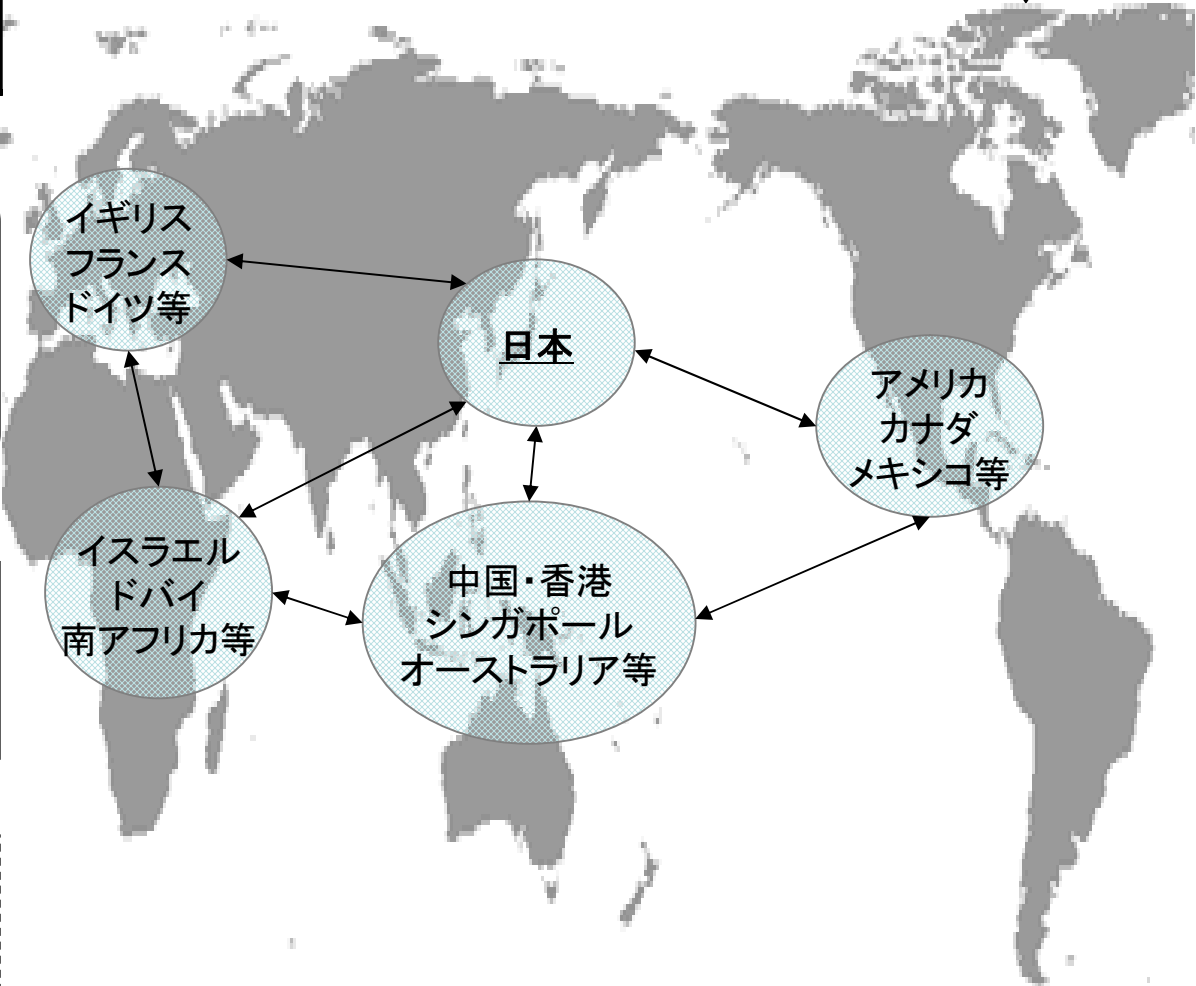 イギリス
フランス
ドイツ等
日本
アメリカ
カナダ
メキシコ等
イスラエル
ドバイ
南アフリカ等
中国・香港
シンガポール
オーストラリア等